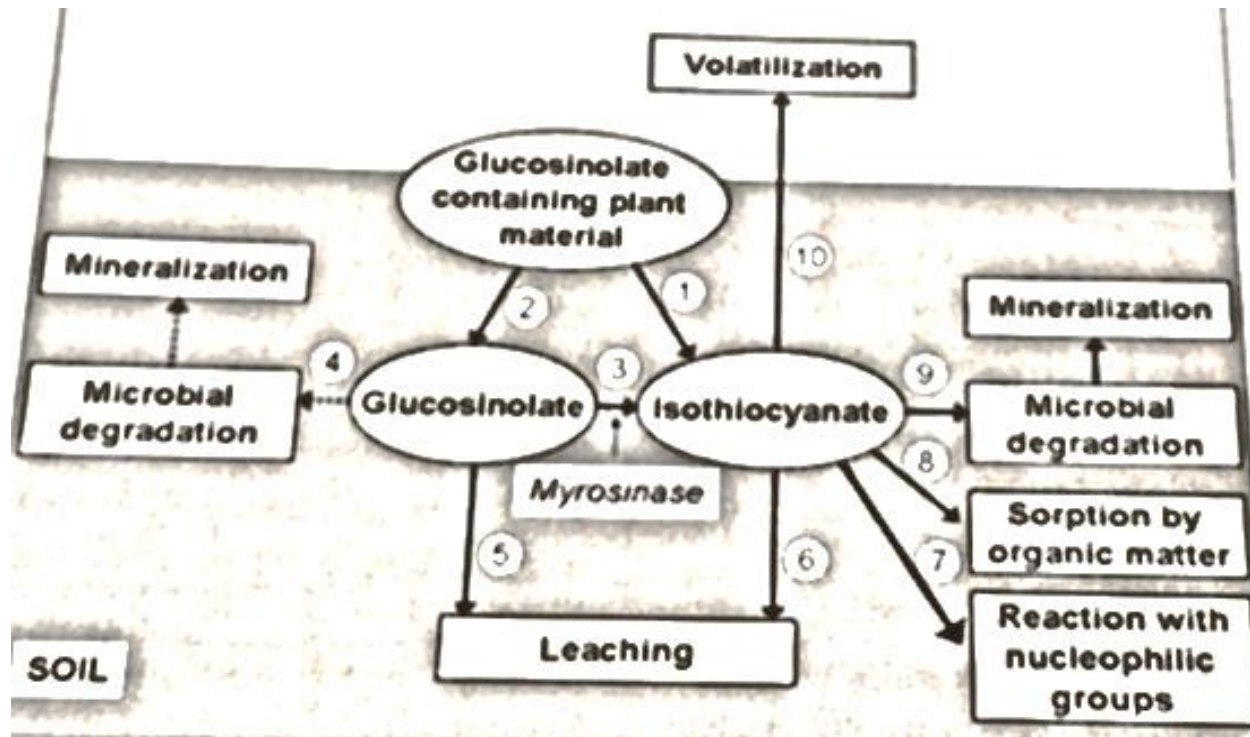 Volatilization
Glucosinolate
containing plant
material
10
Mineralization
2
1
Mineralization
4
3
9
Microbial
degradation
Glucosinolate
Isothiocyanate
Microbial
degradation
8
Myrosinase
Sorption by
organic matter
5
6
7
Leaching
Reaction with
nucleophilic
groups
SOIL